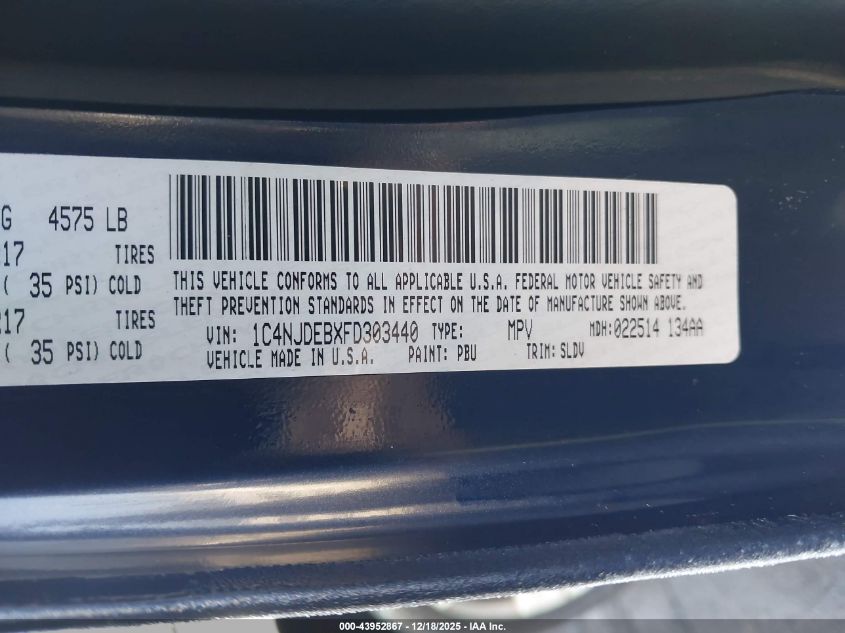 G 4575 LB
17 TIRES
( 35 PSI) COLD
217 TIRES
( 35 PSI) COLD
THIS VEHICLE CONFORMS TO ALL APPLICABLE U.S.A. FEDERAL MOTOR VEHICLE SAFETY AND
THEFT PREVENTION STANDARDS IN EFFECT ON THE DATE OF MANUFACTURE SHOWN ABOVE.
VIN: 1C4NJDEBXFD303440 TYPE: MPV MDH:022514 134AA
VEHICLE MADE IN U.S.A. PAINT: PBU TRIM: SLDV
000-43952867 - 12/18/2025 - IAA Inc.